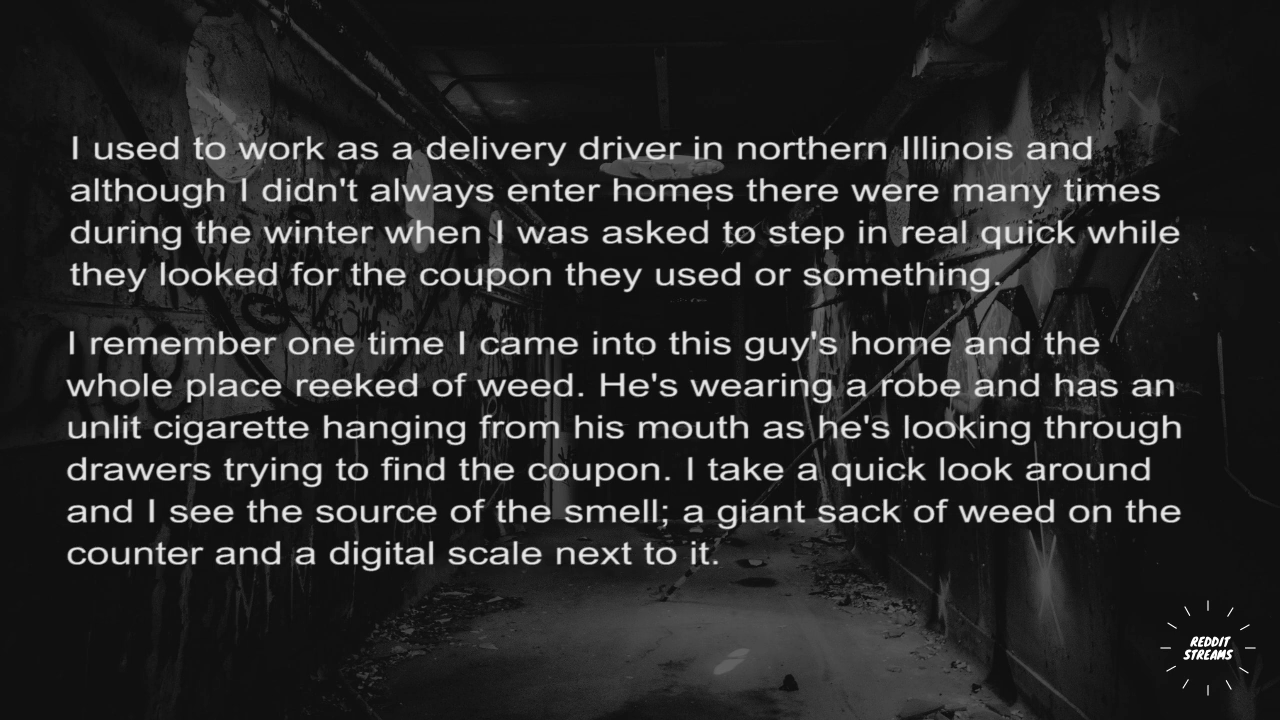 I used to work as a delivery driver in northern Illinois and
although I didn't always enter homes there were many times
during the winter when I was asked to step in real quick while
they looked for the coupon they used or something.
I remember one time I came into this guy's home and the
whole place reeked of weed. He's wearing a robe and has an
unlit cigarette hanging from his mouth as he's looking through
drawers trying to find the coupon. I take a quick look around
and I see the source of the smell; a giant sack of weed on the
counter and a digital scale next to it.
REDDIT
STREAMS